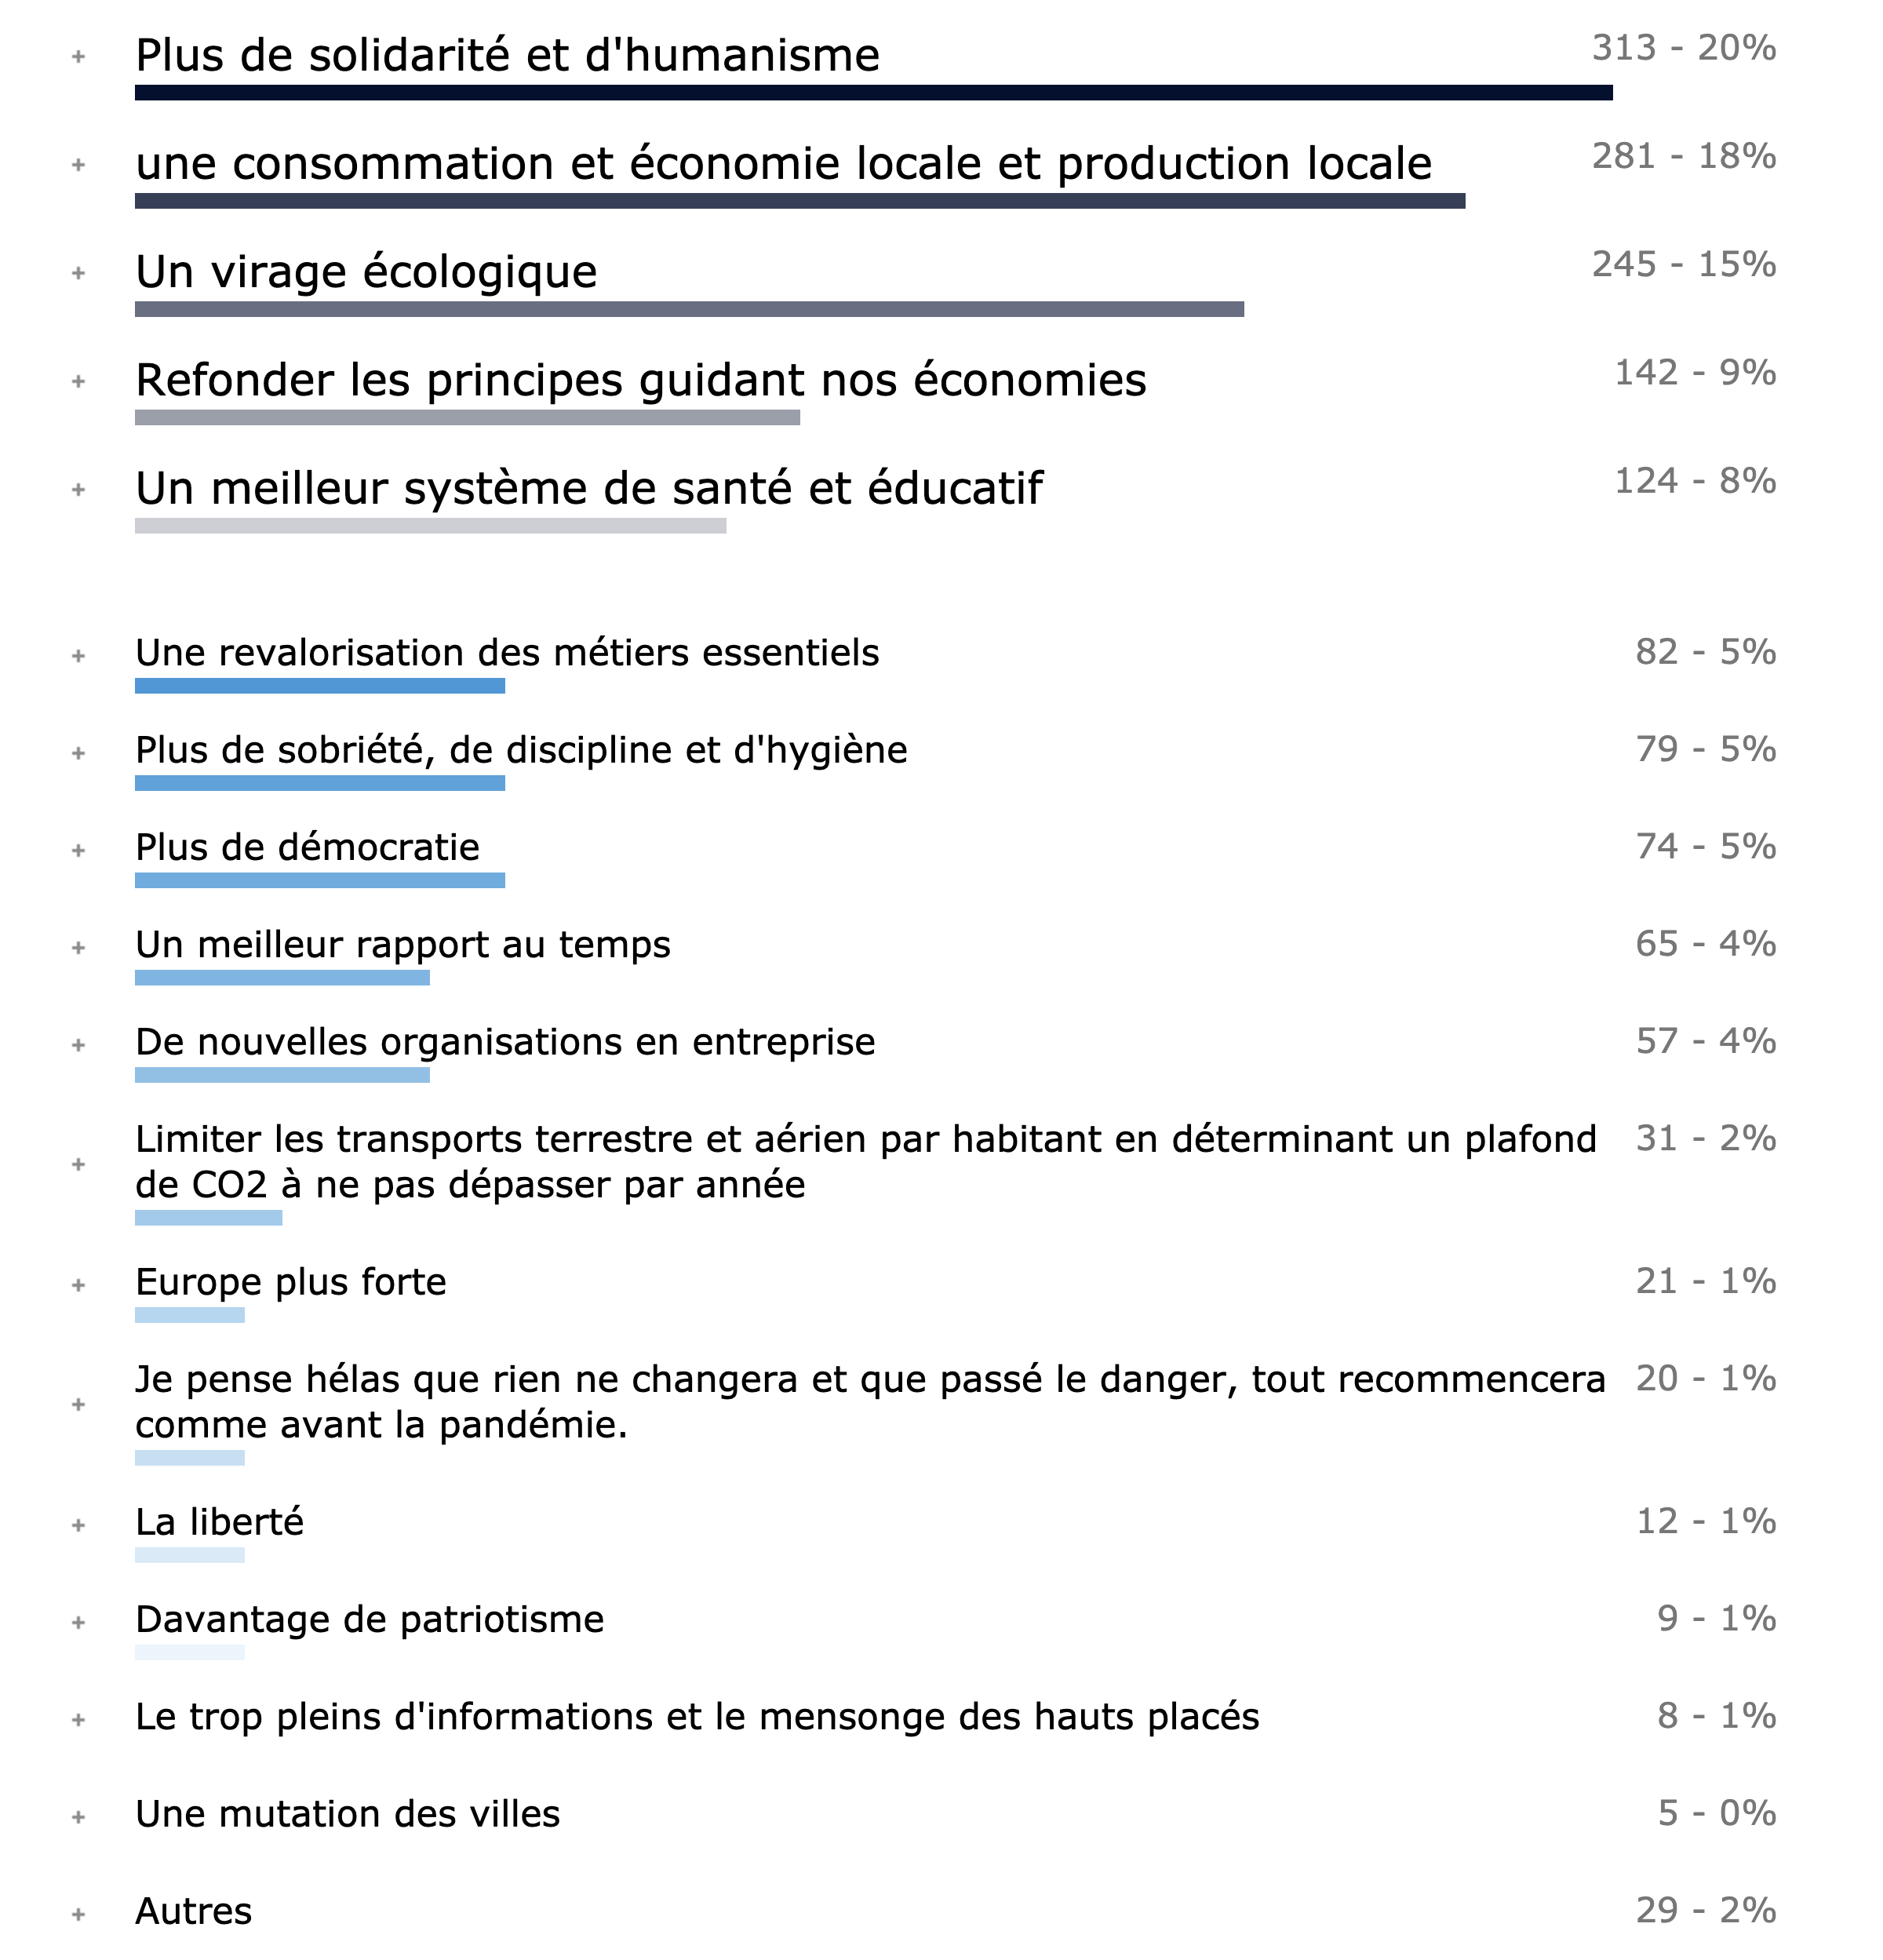 Plus de solidarité et d'humanisme 313 - 20%
une consommation et économie locale et production locale 281 - 18%
Un virage écologique 245 - 15%
Refonder les principes guidant nos économies 142 - 9%
Un meilleur système de santé et éducatif 124 - 8%
Une revalorisation des métiers essentiels 82 - 5%
Plus de sobriété, de discipline et d'hygiène 79 - 5%
Plus de démocratie 74 - 5%
Un meilleur rapport au temps 65 - 4%
De nouvelles organisations en entreprise 57 - 4%
Limiter les transports terrestre et aérien par habitant en déterminant un plafond 31 - 2%
de CO2 à ne pas dépasser par année
Europe plus forte 21 - 1%
Je pense hélas que rien ne changera et que passé le danger, tout recommencera 20 - 1%
comme avant la pandémie.
La liberté 12 - 1%
Davantage de patriotisme 9 - 1%
Le trop pleins d'informations et le mensonge des hauts placés 8 - 1%
Une mutation des villes 5 - 0%
Autres 29 - 2%